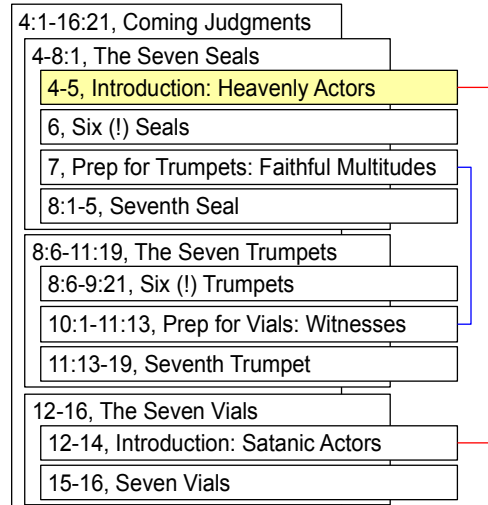 4:1-16:21, Coming Judgments
4-8:1, The Seven Seals
4-5, Introduction: Heavenly Actors
6, Six (!) Seals
7, Prep for Trumpets: Faithful Multitudes
8:1-5, Seventh Seal
8:6-11:19, The Seven Trumpets
8:6-9:21, Six (!) Trumpets
10:1-11:13, Prep for Vials: Witnesses
11:13-19, Seventh Trumpet
12-16, The Seven Vials
12-14, Introduction: Satanic Actors
15-16, Seven Vials